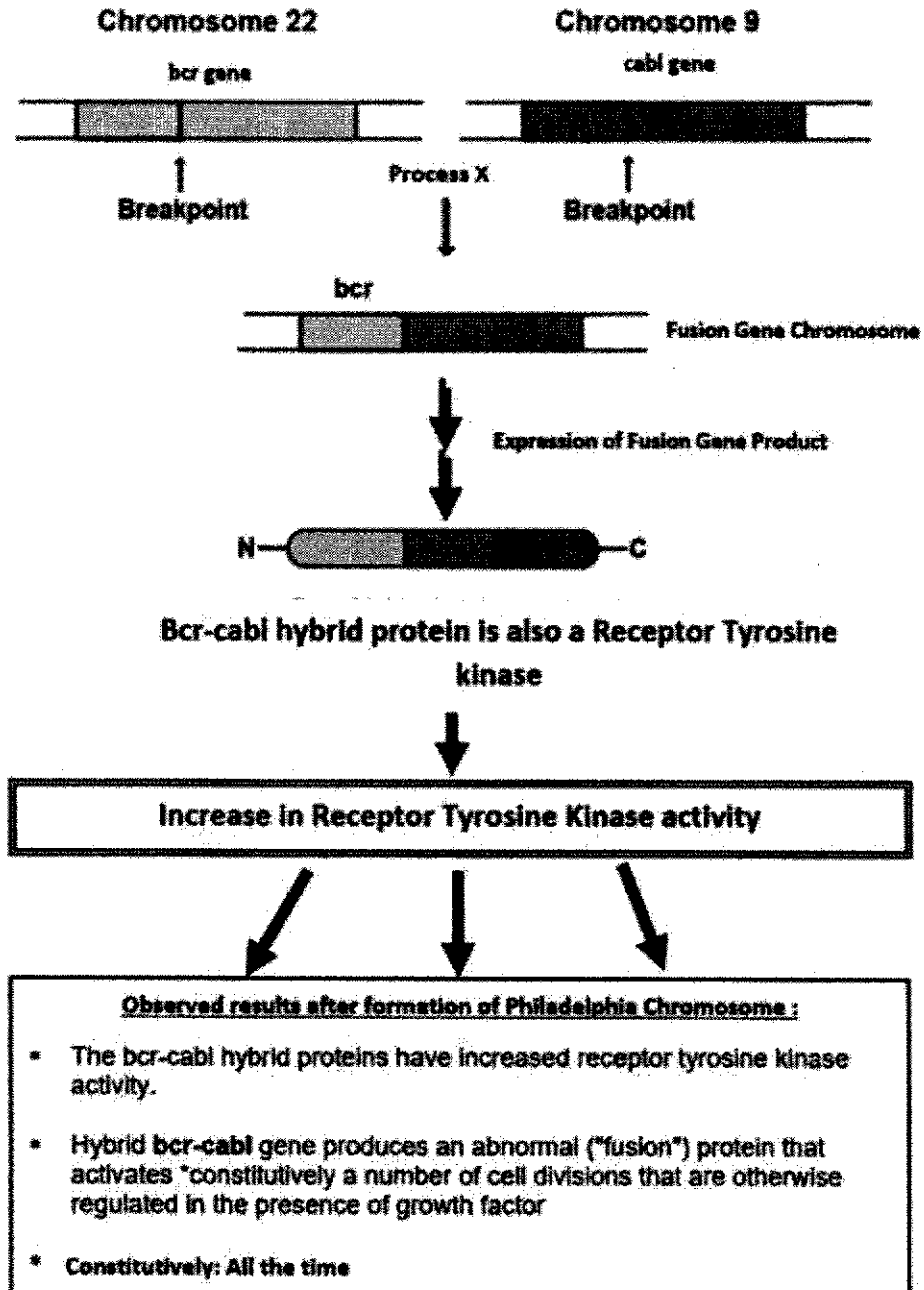 Chromosome 22
Chromosome 9
bcr gene
cabl gene
Process X
Breakpoint
Breakpoint
bcr
Fusion Gene Chromosome
Expression of Fusion Gene Product
N
C
Bcr-cabl hybrid protein is also a Receptor Tyrosine
kinase
Increase in Receptor Tyrosine Kinase activity
Observed results after formation of Philadelphia Chromosome :
• The bcr-cabl hybrid proteins have increased receptor tyrosine kinase
activity.
• Hybrid bcr-cabl gene produces an abnormal ("fusion") protein that
activates *constitutively a number of cell divisions that are otherwise
regulated in the presence of growth factor
* Constitutively: All the time